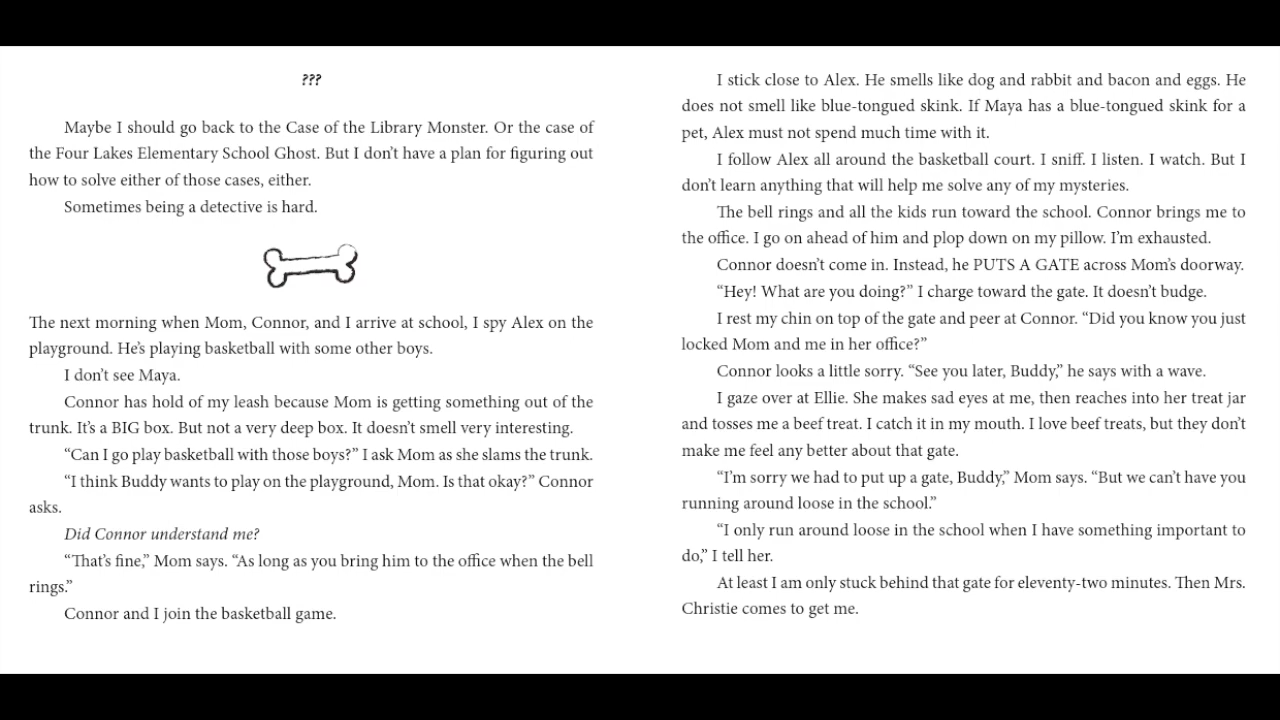 ???
Maybe I should go back to the Case of the Library Monster. Or the case of
the Four Lakes Elementary School Ghost. But I don’t have a plan for figuring out
how to solve either of those cases, either.
Sometimes being a detective is hard.
The next morning when Mom, Connor, and I arrive at school, I spy Alex on the
playground. He’s playing basketball with some other boys.
I don’t see Maya.
Connor has hold of my leash because Mom is getting something out of the
trunk. It’s a BIG box. But not a very deep box. It doesn’t smell very interesting.
“Can I go play basketball with those boys?” I ask Mom as she slams the trunk.
“I think Buddy wants to play on the playground, Mom. Is that okay?” Connor
asks.
Did Connor understand me?
“That’s fine,” Mom says. “As long as you bring him to the office when the bell
rings.”
Connor and I join the basketball game.
I stick close to Alex. He smells like dog and rabbit and bacon and eggs. He
does not smell like blue-tongued skink. If Maya has a blue-tongued skink for a
pet, Alex must not spend much time with it.
I follow Alex all around the basketball court. I sniff. I listen. I watch. But I
don’t learn anything that will help me solve any of my mysteries.
The bell rings and all the kids run toward the school. Connor brings me to
the office. I go on ahead of him and plop down on my pillow. I’m exhausted.
Connor doesn’t come in. Instead, he PUTS A GATE across Mom’s doorway.
“Hey! What are you doing?” I charge toward the gate. It doesn’t budge.
I rest my chin on top of the gate and peer at Connor. “Did you know you just
locked Mom and me in her office?”
Connor looks a little sorry. “See you later, Buddy,” he says with a wave.
I gaze over at Ellie. She makes sad eyes at me, then reaches into her treat jar
and tosses me a beef treat. I catch it in my mouth. I love beef treats, but they don’t
make me feel any better about that gate.
“I’m sorry we had to put up a gate, Buddy,” Mom says. “But we can’t have you
running around loose in the school.”
“I only run around loose in the school when I have something important to
do,” I tell her.
At least I am only stuck behind that gate for eleventy-two minutes. Then Mrs.
Christie comes to get me.